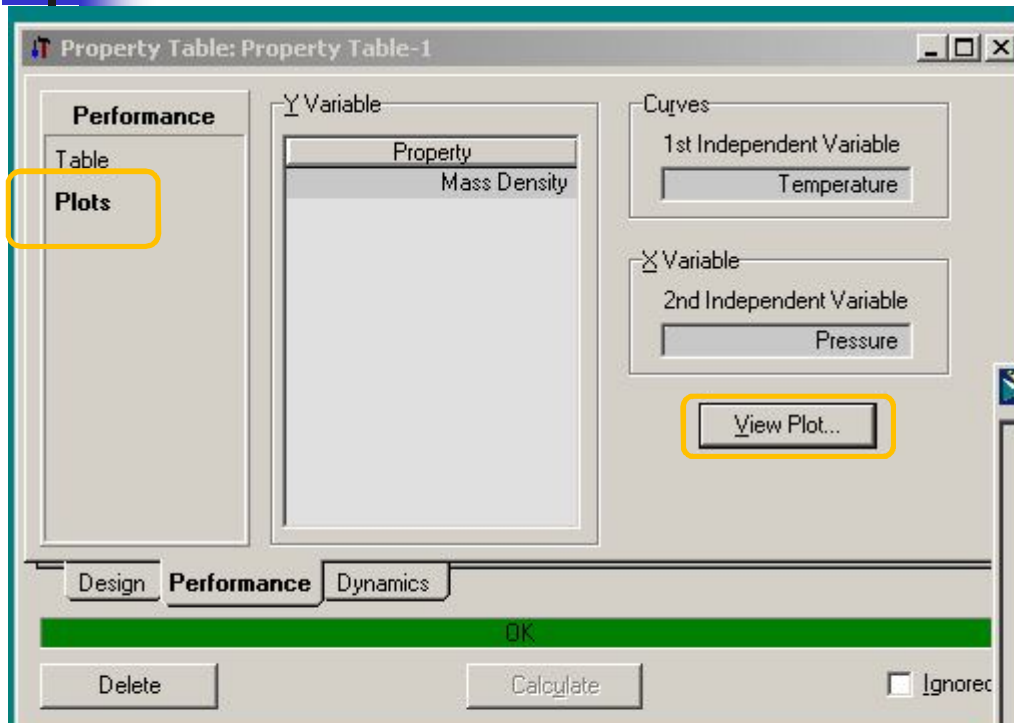 Property Table: Property Table-1
Performance
Table
Plots
Y Variable
Property
Mass Density
Curves
1st Independent Variable
Temperature
X Variable
2nd Independent Variable
Pressure
View Plot...
Design Performance Dynamics
OK
Delete Calculate Ignored